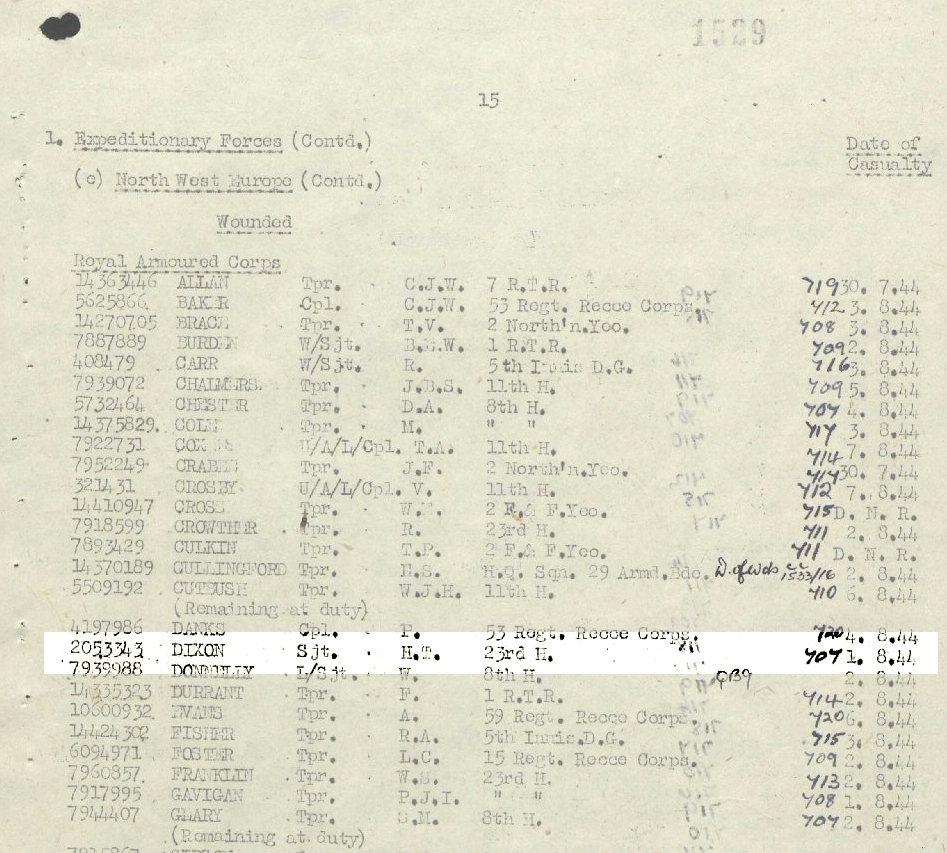 1529
15
1. Expeditionary Forces (Contd.)
Date of
Casualty
(c) North West Europe (Contd.)
Wounded
Royal Armoured Corps
14363446 ALLAN Tpr. C.J.W. 7 R.T.R. 719 30. 7.44
5625866. BAKER Cpl. C.J.W. 53 Regt. Recce Corps. 712 3. 8.44
14270705 BRACE Tpr. T.V. 2 North'n.Yeo. 708 3. 8.44
7887889 BURDEN W/Sjt. B.E.W. 1 R.T.R. 709 2. 8.44
408479 CARR W/Sjt. R. 5th Innis D.G. 716 3. 8.44
7939072 CHALMERS. Tpr. J.B.S. 11th H. 709 5. 8.44
5732464 CHESTER Tpr. D.A. 8th H. 707 4. 8.44
14375829. Tpr. M. " " 717 3. 8.44
7922731 U/A/L/Cpl. T.A. 11th H. 714 7. 8.44
7952249 Tpr. J.F. 2 North'n.Yeo. 717 30. 7.44
321431 CROSBY U/A/L/Cpl. V. 11th H. 712 7. 8.44
14410947 CROSS Tpr. 2 F. & F.Yeo. 715 D. N. R.
7918599 CROWTHER Tpr. R. 23rd H. 711 2. 8.44
7893429 CULKIN Tpr. T.P. 2 F.& F.Yeo. 711 D. N. R.
14370189 CULLINGFORD Tpr. E.S. H.Q. Sqn. 29 Armd.Bde. D. of Wds 1533/16 2. 8.44
5509192 CUTBUSH Tpr. W.J.H. 11th H. 710 6. 8.44
(Remaining at duty)
4197986 DANKS Cpl. P. 53 Regt. Recce Corps. 720 4. 8.44
2053343 DIXON Sjt. H.T. 23rd H. 707 1. 8.44
7939988 DONNELLY L/Sjt. W. 8th H. 2. 8.44
14335323 DURRANT Tpr. F. 1 R.T.R. 714 2. 8.44
10600932 EVANS Tpr. A. 59 Regt. Recce Corps. 720 6. 8.44
14424302 FISHER Tpr. R.A. 5th Innis.D.G. 715 3. 8.44
6094971 FOSTER Tpr. L.C. 15 Regt. Recce Corps. 709 2. 8.44
7960857. FRANKLIN Tpr. W.S. 23rd H. 713 2. 8.44
7917995 GAVIGAN Tpr. P.J.I. " " 708 1. 8.44
7944407 GEARY Tpr. S.M. 8th H. 707 2. 8.44
(Remaining at duty)